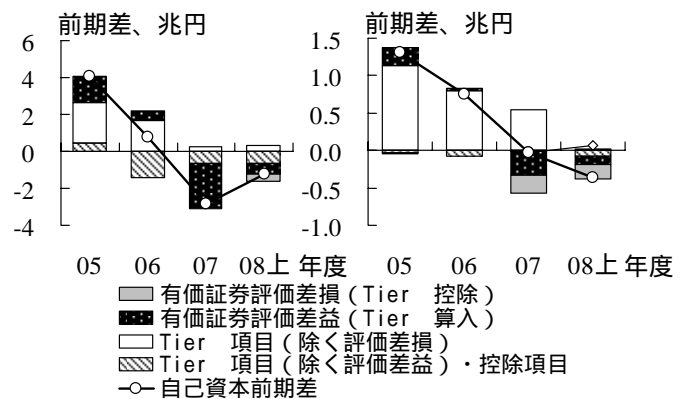 前期差、兆円
6
4
2
0
-2
-4
05 06 07 08上 年度
前期差、兆円
1.5
1.0
0.5
0.0
-0.5
-1.0
05 06 07 08上 年度
有価証券評価差損(Tier 控除)
有価証券評価差益(Tier 算入)
Tier 項目(除く評価差損)
Tier 項目(除く評価差益)・控除項目
自己資本前期差